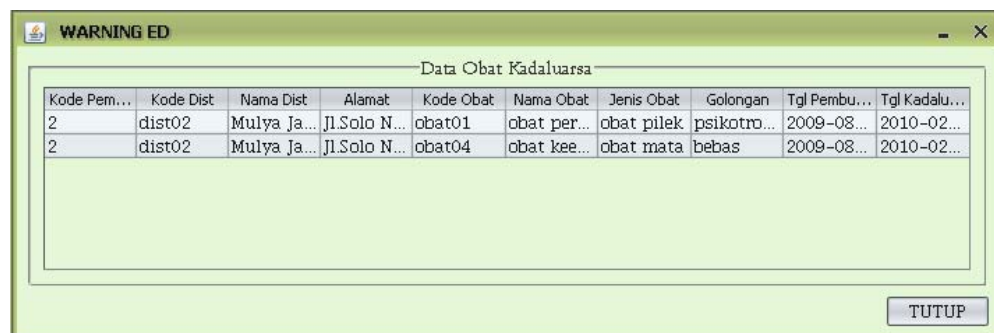 WARNING ED
Data Obat Kadaluarsa
Kode Pem... Kode Dist Nama Dist Alamat Kode Obat Nama Obat Jenis Obat Golongan Tgl Pembu... Tgl Kadalu...
2 dist02 Mulya Ja... Jl.Solo N... obat01 obat per... obat pilek psikotro... 2009-08... 2010-02...
2 dist02 Mulya Ja... Jl.Solo N... obat04 obat kee... obat mata bebas 2009-08... 2010-02...
TUTUP